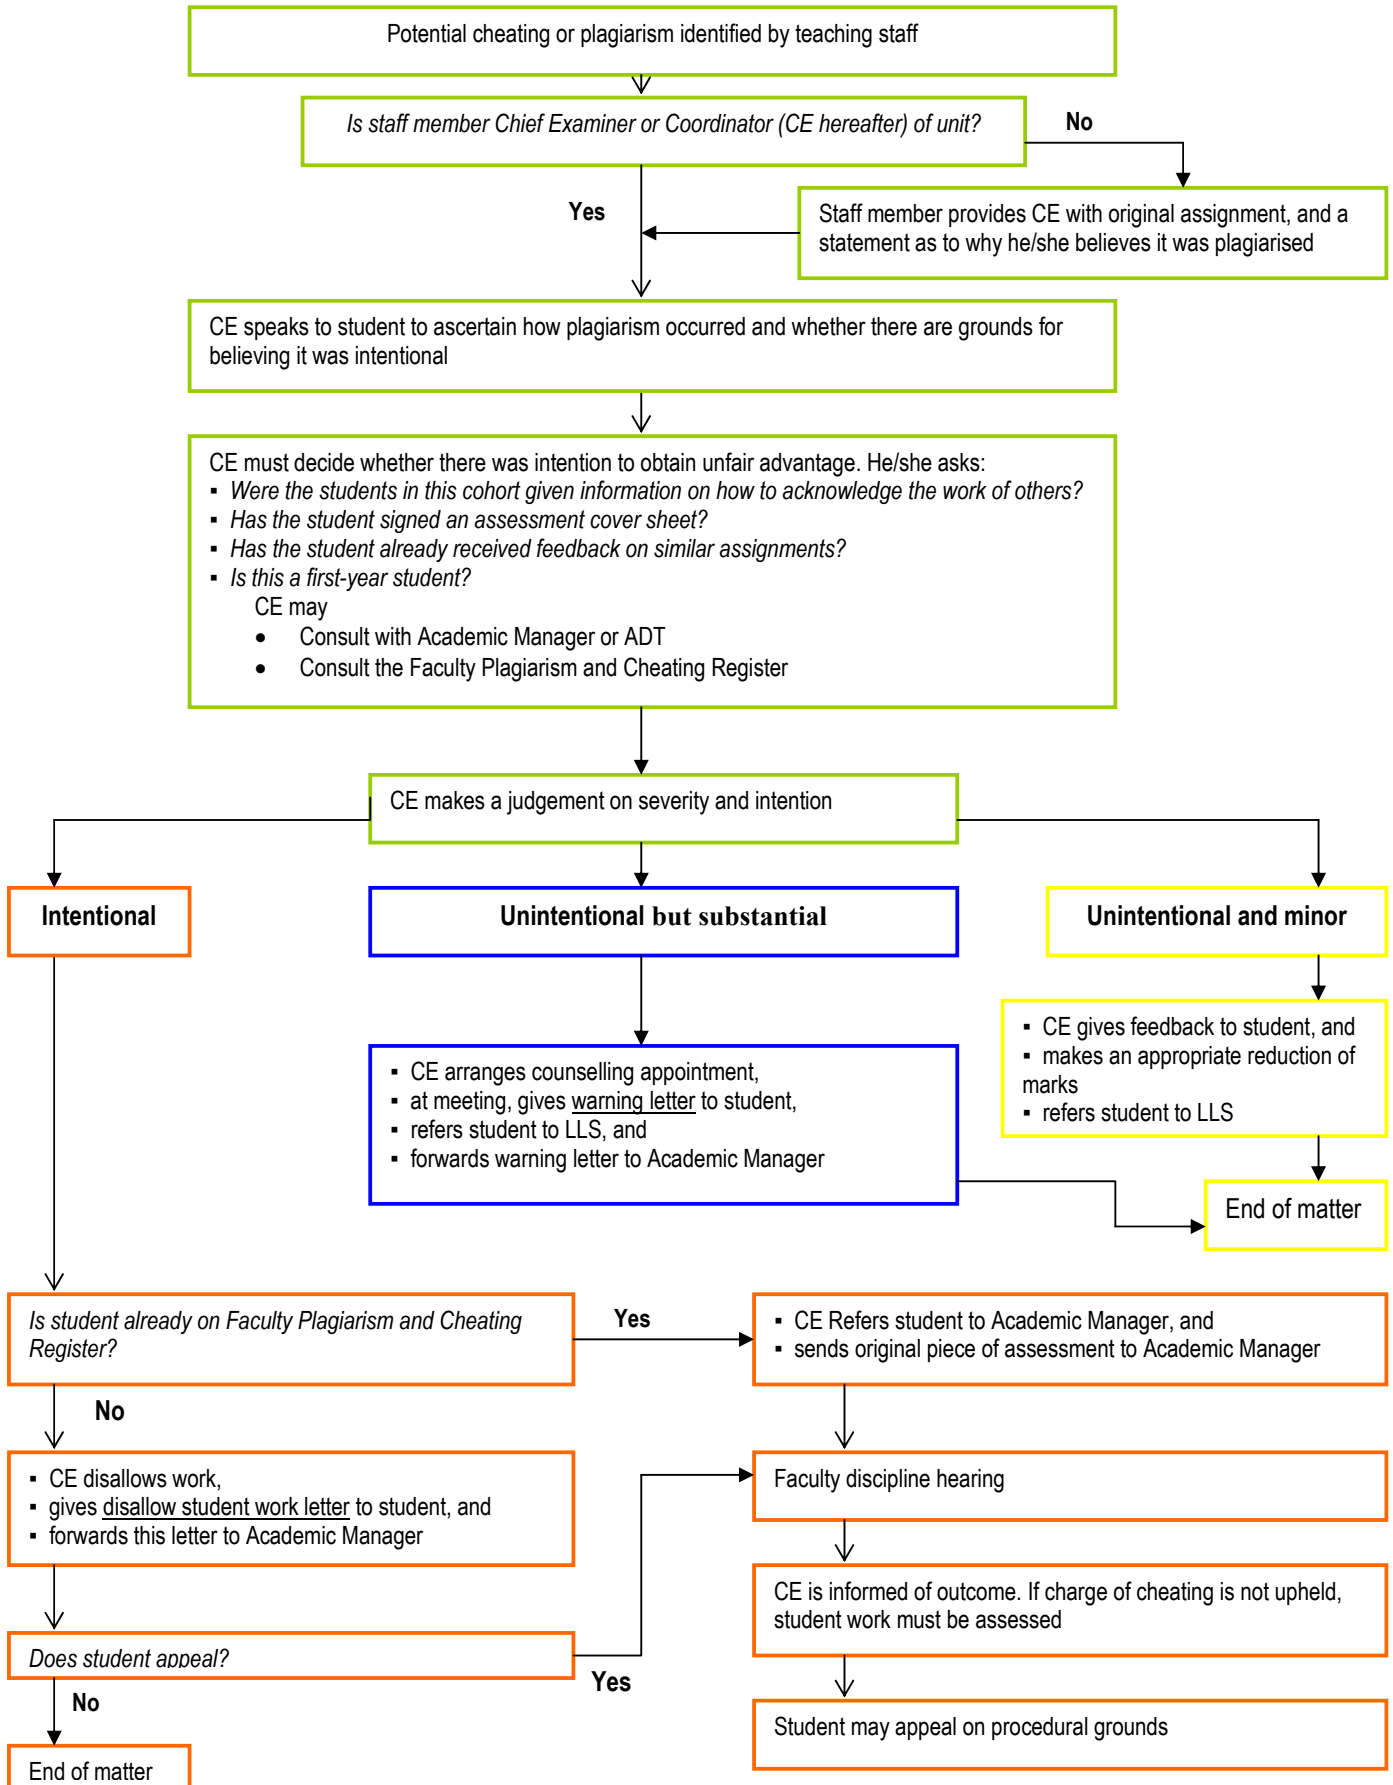 Potential cheating or plagiarism identified by teaching staff
Is staff member Chief Examiner or Coordinator (CE hereafter) of unit?
No
Yes
Staff member provides CE with original assignment, and a
statement as to why he/she believes it was plagiarised
CE speaks to student to ascertain how plagiarism occurred and whether there are grounds for
believing it was intentional
CE must decide whether there was intention to obtain unfair advantage. He/she asks:
▪ Were the students in this cohort given information on how to acknowledge the work of others?
▪ Has the student signed an assessment cover sheet?
▪ Has the student already received feedback on similar assignments?
▪ Is this a first-year student?
CE may
• Consult with Academic Manager or ADT
• Consult the Faculty Plagiarism and Cheating Register
CE makes a judgement on severity and intention
Intentional
Unintentional but substantial
Unintentional and minor
▪ CE gives feedback to student, and
▪ makes an appropriate reduction of
marks
▪ refers student to LLS
▪ CE arranges counselling appointment,
▪ at meeting, gives warning letter to student,
▪ refers student to LLS, and
▪ forwards warning letter to Academic Manager
End of matter
Is student already on Faculty Plagiarism and Cheating
Register?
Yes
▪ CE Refers student to Academic Manager, and
▪ sends original piece of assessment to Academic Manager
No
▪ CE disallows work,
▪ gives disallow student work letter to student, and
▪ forwards this letter to Academic Manager
Faculty discipline hearing
CE is informed of outcome. If charge of cheating is not upheld,
student work must be assessed
Does student appeal?
Yes
No
Student may appeal on procedural grounds
End of matter